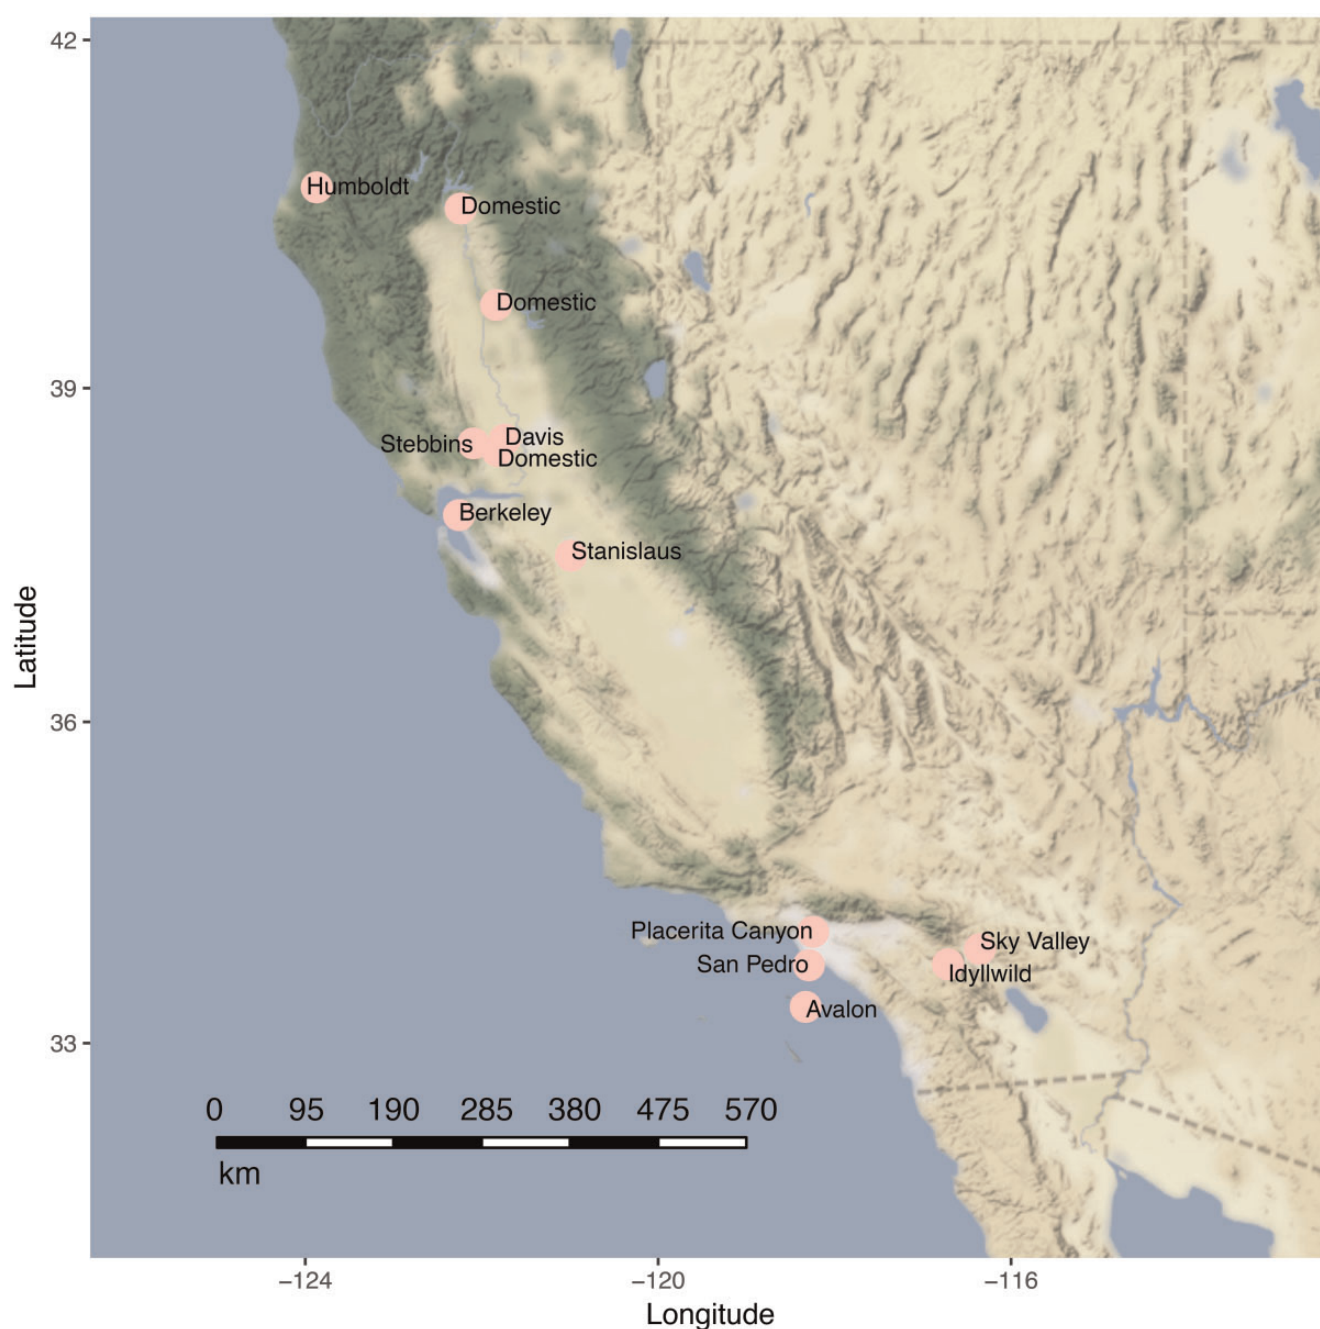 42
Humboldt
Domestic
Domestic
39
Stebbins
Davis
Domestic
Berkeley
Stanislaus
Latitude
36
Placerita Canyon
Sky Valley
San Pedro
Idyllwild
Avalon
33
0 95 190 285 380 475 570
km
−124 −120 −116
Longitude